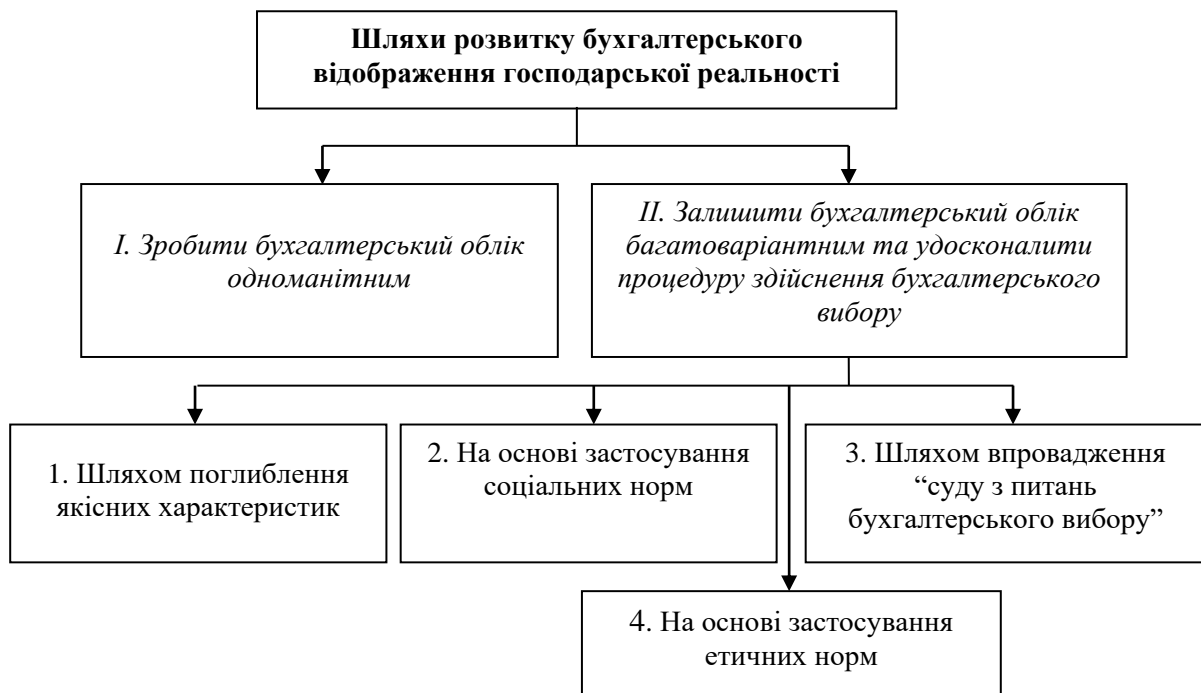 Шляхи розвитку бухгалтерського
відображення господарської реальності
I. Зробити бухгалтерський облік
одноманітним
II. Залишити бухгалтерський облік
багатоваріантним та удосконалити
процедуру здійснення бухгалтерського
вибору
1. Шляхом поглиблення
якісних характеристик
2. На основі застосування
соціальних норм
3. Шляхом впровадження
“суду з питань
бухгалтерського вибору”
4. На основі застосування
етичних норм